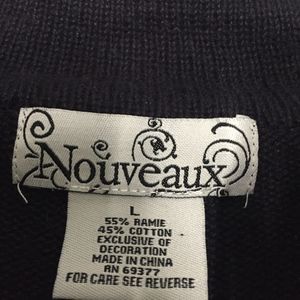 Nouveaux
L
55% RAMIE
45% COTTON
EXCLUSIVE OF
DECORATION
MADE IN CHINA
RN 69377
FOR CARE SEE REVERSE